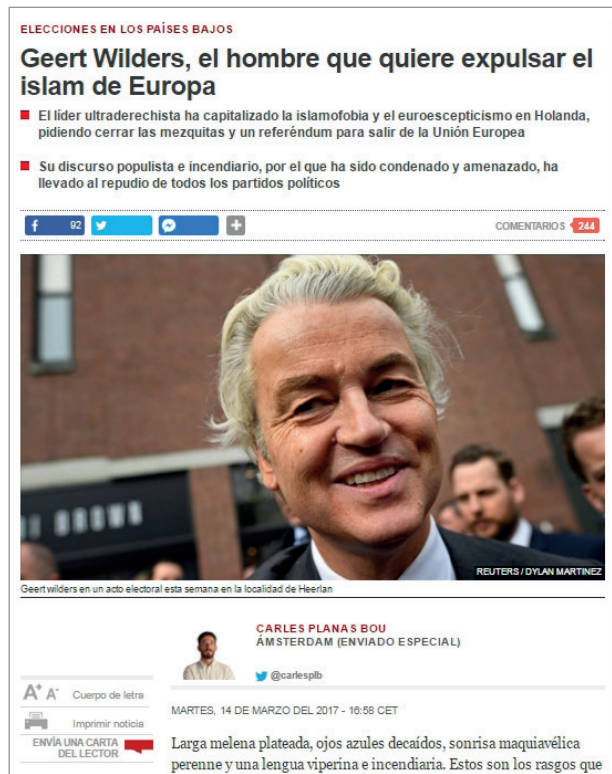 ELECCIONES EN LOS PAÍSES BAJOS
Geert Wilders, el hombre que quiere expulsar el
islam de Europa
El líder ultraderechista ha capitalizado la islamofobia y el euroescepticismo en Holanda,
pidiendo cerrar las mezquitas y un referéndum para salir de la Unión Europea
Su discurso populista e incendiario, por el que ha sido condenado y amenazado, ha
llevado al repudio de todos los partidos políticos
92
COMENTARIOS 244
BROWN
REUTERS / DYLAN MARTINEZ
Geert wilders en un acto electoral esta semana en la localidad de Heerlan
CARLES PLANAS BOU
ÁMSTERDAM (ENVIADO ESPECIAL)
@carlesplb
A+ A- Cuerpo de letra
Imprimir noticia
ENVÍA UNA CARTA
DEL LECTOR
MARTES, 14 DE MARZO DEL 2017 - 16:58 CET
Larga melena plateada, ojos azules decaídos, sonrisa maquiavélica
perenne y una lengua viperina e incendiaria. Estos son los rasgos que